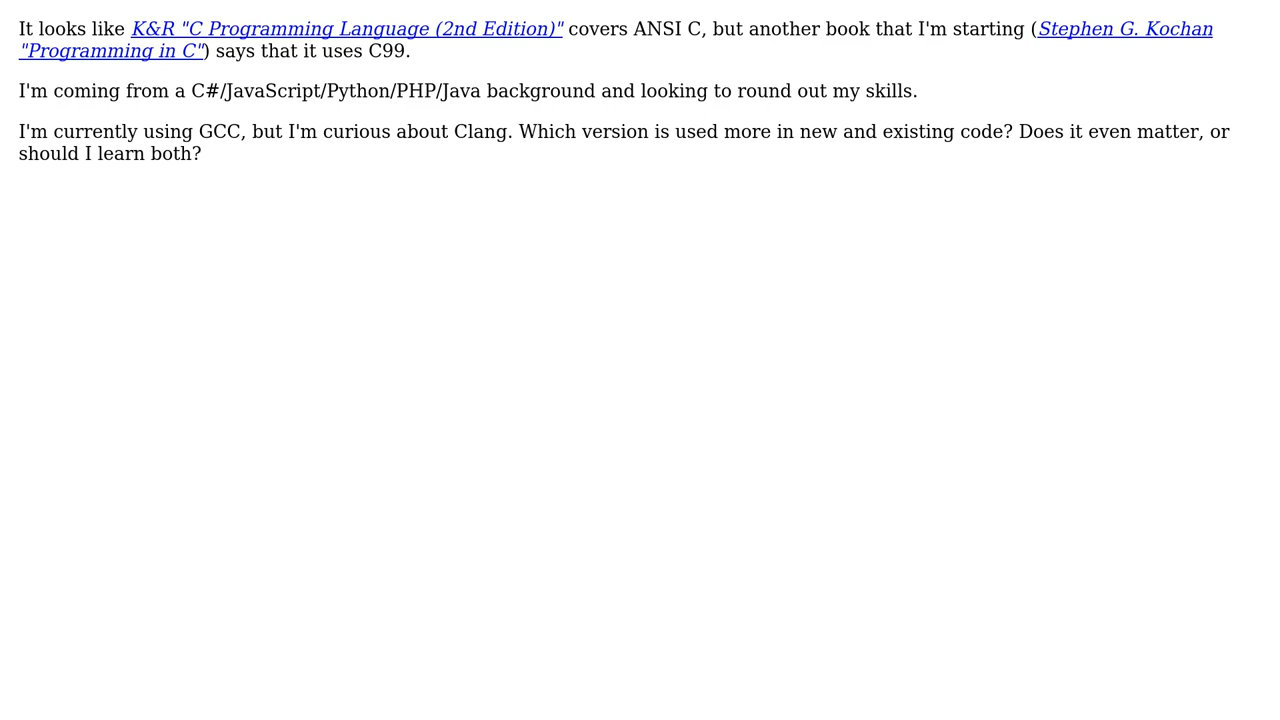 It looks like K&R "C Programming Language (2nd Edition)" covers ANSI C, but another book that I'm starting (Stephen G. Kochan
"Programming in C") says that it uses C99.
I'm coming from a C#/JavaScript/Python/PHP/Java background and looking to round out my skills.
I'm currently using GCC, but I'm curious about Clang. Which version is used more in new and existing code? Does it even matter, or
should I learn both?